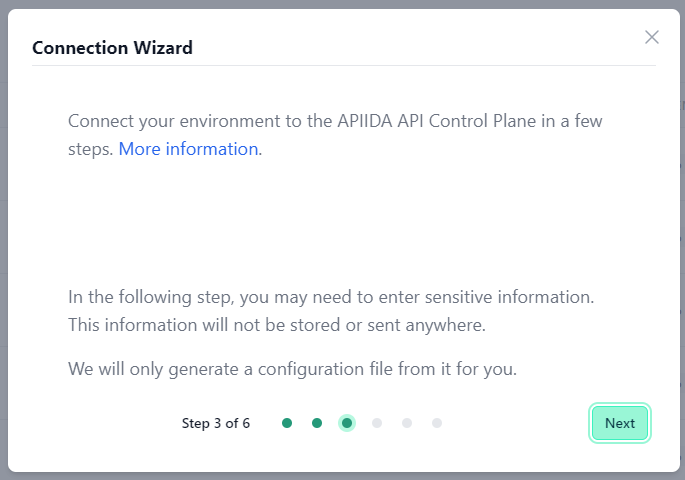 Connection Wizard
Connect your environment to the APIIDA API Control Plane in a few
steps. More information.
In the following step, you may need to enter sensitive information.
This information will not be stored or sent anywhere.
We will only generate a configuration file from it for you.
Step 3 of 6
Next